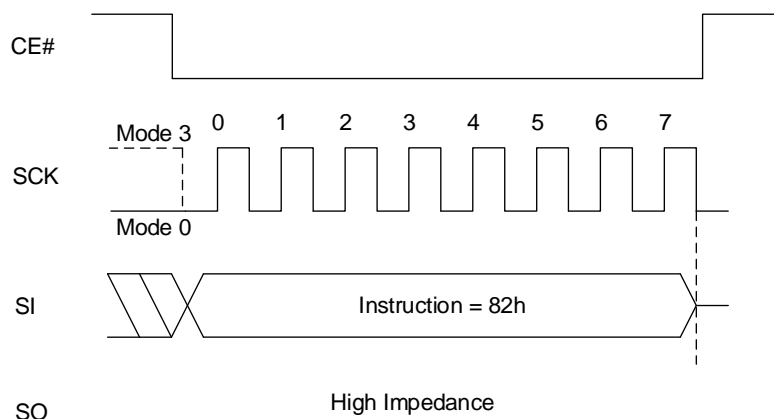 CE#
Mode 3
0 1 2 3 4 5 6 7
SCK
Mode 0
SI
Instruction = 82h
SO
High Impedance